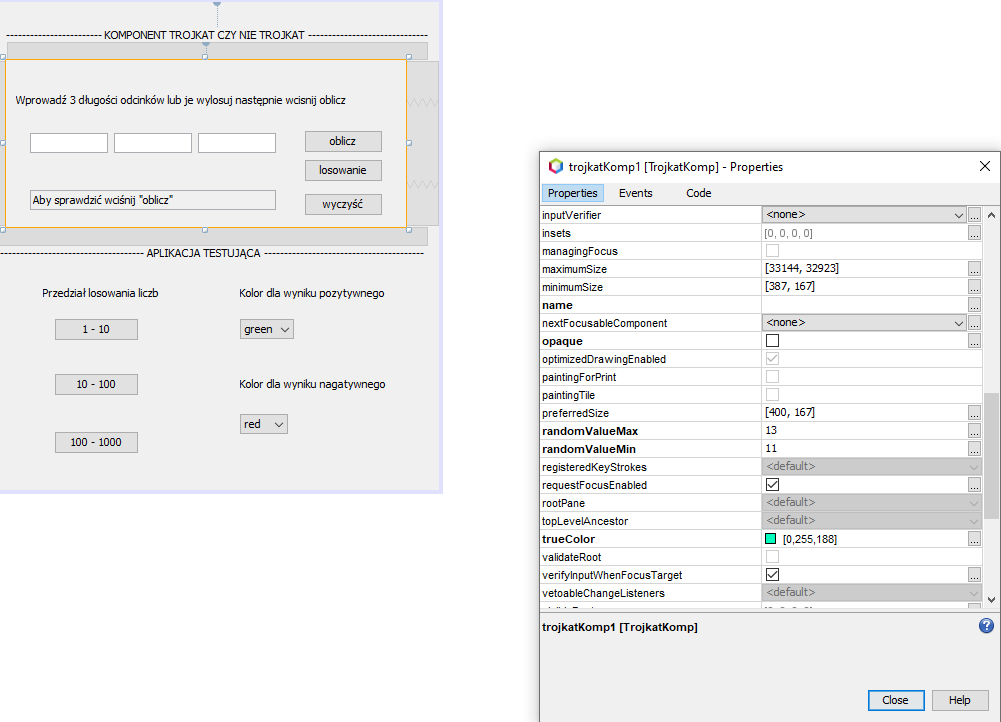 ------------------------ KOMPONENT TROJKAT CZY NIE TROJKAT ------------------------------
Wprowadź 3 długości odcinków lub je wylosuj następnie wcisnij oblicz
oblicz
losowanie
Aby sprawdzić wciśnij "oblicz"
wyczyść
------------------------------------ APLIKACJA TESTUJĄCA ----------------------------------------
Przedział losowania liczb
Kolor dla wyniku pozytywnego
1 - 10
green
10 - 100
Kolor dla wyniku nagatywnego
red
100 - 1000
trojkatKomp1 [TrojkatKomp] - Properties
Properties Events Code
inputVerifier <none> ...
insets [0, 0, 0, 0] ...
managingFocus
maximumSize [33144, 32923] ...
minimumSize [387, 167] ...
name ...
nextFocusableComponent <none> ...
opaque ...
optimizedDrawingEnabled
paintingForPrint
paintingTile
preferredSize [400, 167] ...
randomValueMax 13 ...
randomValueMin 11 ...
registeredKeyStrokes <default>
requestFocusEnabled ...
rootPane <default>
topLevelAncestor <default>
trueColor [0,255,188] ...
validateRoot
verifyInputWhenFocusTarget ...
vetoableChangeListeners <default>
trojkatKomp1 [TrojkatKomp]
?
Close Help